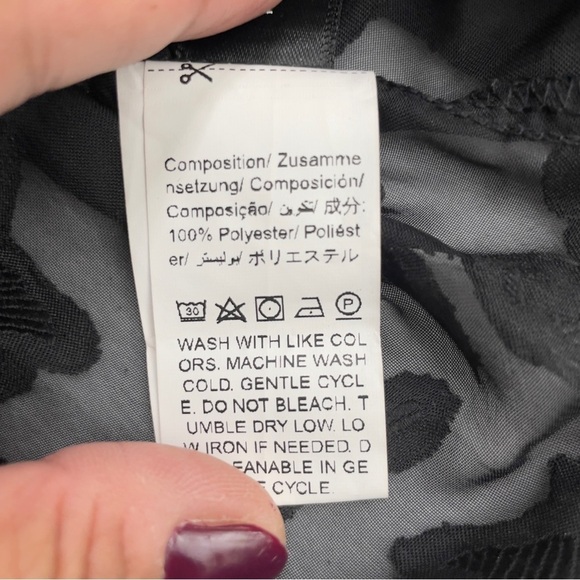 Composition/ Zusamme
nsetzung/ Composición/
Composição/ تكوين/ 成分:
100% Polyester/ Poliést
er/ بوليستر/ ポリエステル
30 P
WASH WITH LIKE COL
ORS. MACHINE WASH
COLD. GENTLE CYCL
E. DO NOT BLEACH. T
UMBLE DRY LOW. LO
W IRON IF NEEDED. D
EANABLE IN GE
CYCLE